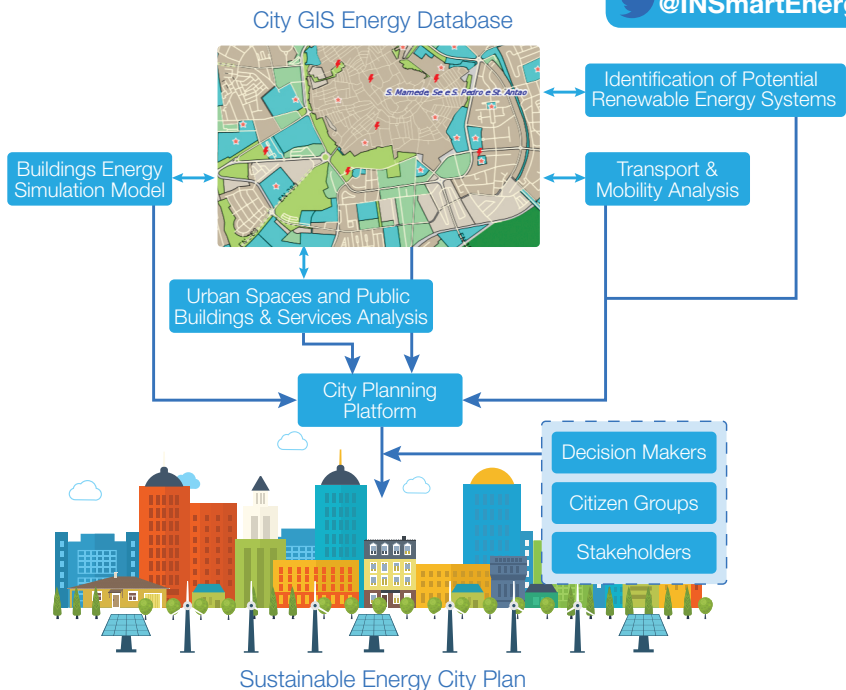 @INSmartEnerg
City GIS Energy Database
S. Mamede, Se e S. Pedro e St. Antao
Identification of Potential
Renewable Energy Systems
Buildings Energy
Simulation Model
Transport &
Mobility Analysis
Urban Spaces and Public
Buildings & Services Analysis
City Planning
Platform
Decision Makers
Citizen Groups
Stakeholders
Sustainable Energy City Plan